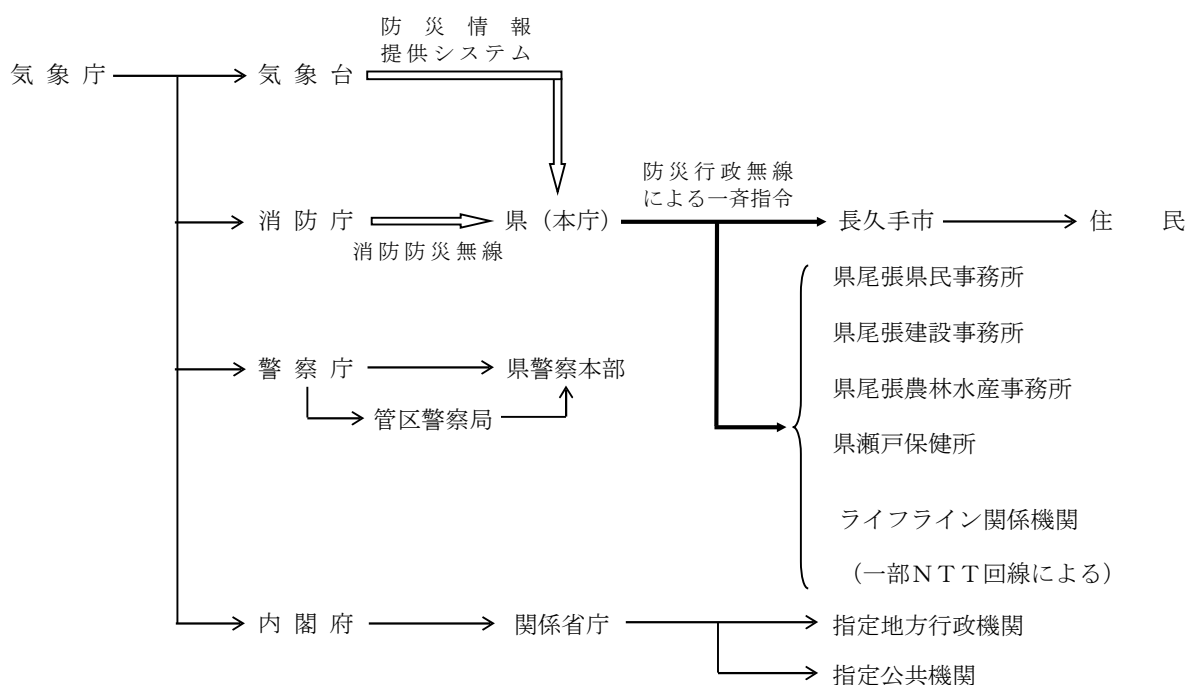 防災情報
提供システム
気象庁
気象台
防災行政無線
による一斉指令
消防庁
県（本庁）
長久手市
住民
消防防災無線
県尾張県民事務所
県尾張建設事務所
警察庁
県警察本部
県尾張農林水産事務所
管区警察局
県瀬戸保健所
ライフライン関係機関
（一部ＮＴＴ回線による）
内閣府
関係省庁
指定地方行政機関
指定公共機関